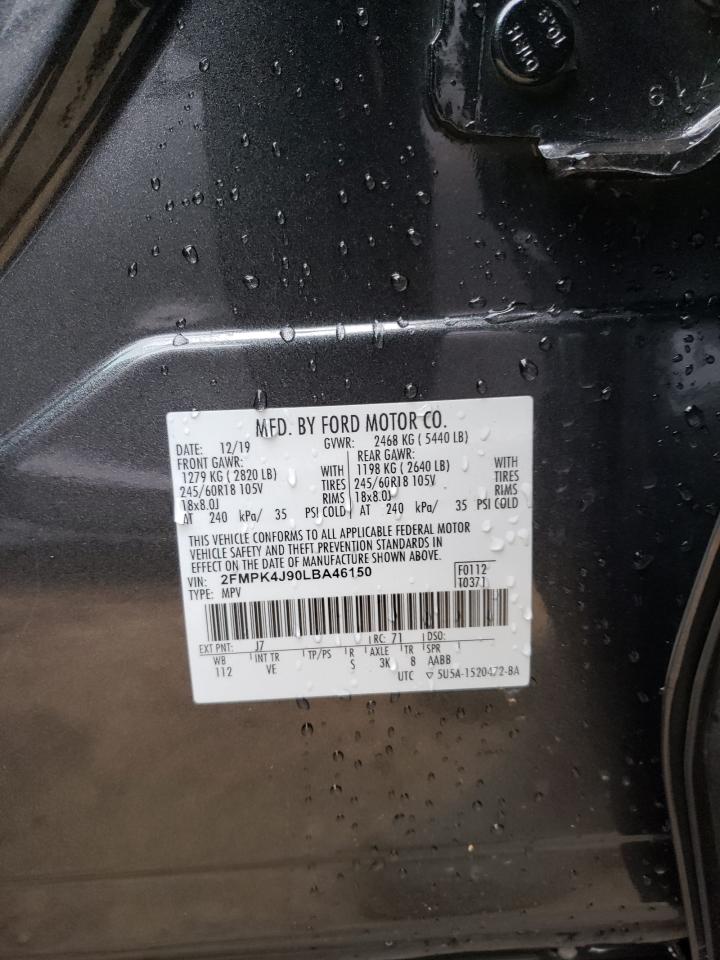 CHFH 10.9
719
MFD. BY FORD MOTOR CO.
DATE: 12/19 GVWR: 2468 KG ( 5440 LB)
FRONT GAWR: REAR GAWR:
1279 KG ( 2820 LB) WITH 1198 KG ( 2640 LB) WITH
245/60R18 105V TIRES 245/60R18 105V TIRES
18x8.0J RIMS 18x8.0J RIMS
AT 240 kPa/ 35 PSI COLD AT 240 kPa/ 35 PSI COLD
THIS VEHICLE CONFORMS TO ALL APPLICABLE FEDERAL MOTOR
VEHICLE SAFETY AND THEFT PREVENTION STANDARDS IN
EFFECT ON THE DATE OF MANUFACTURE SHOWN ABOVE.
VIN: 2FMPK4J90LBA46150 F0112
TYPE: MPV T0371
EXT PNT: J7 RC: 71 DSO:
WB INT TR TP/PS R AXLE TR SPR
112 VE S 3K 8 AABB
UTC ▽ 5U5A-1520472-BA